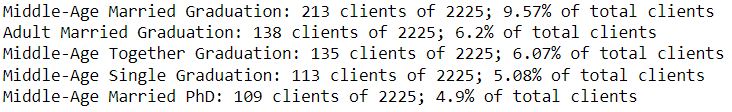 Middle-Age Married Graduation: 213 clients of 2225; 9.57% of total clients
Adult Married Graduation: 138 clients of 2225; 6.2% of total clients
Middle-Age Together Graduation: 135 clients of 2225; 6.07% of total clients
Middle-Age Single Graduation: 113 clients of 2225; 5.08% of total clients
Middle-Age Married PhD: 109 clients of 2225; 4.9% of total clients